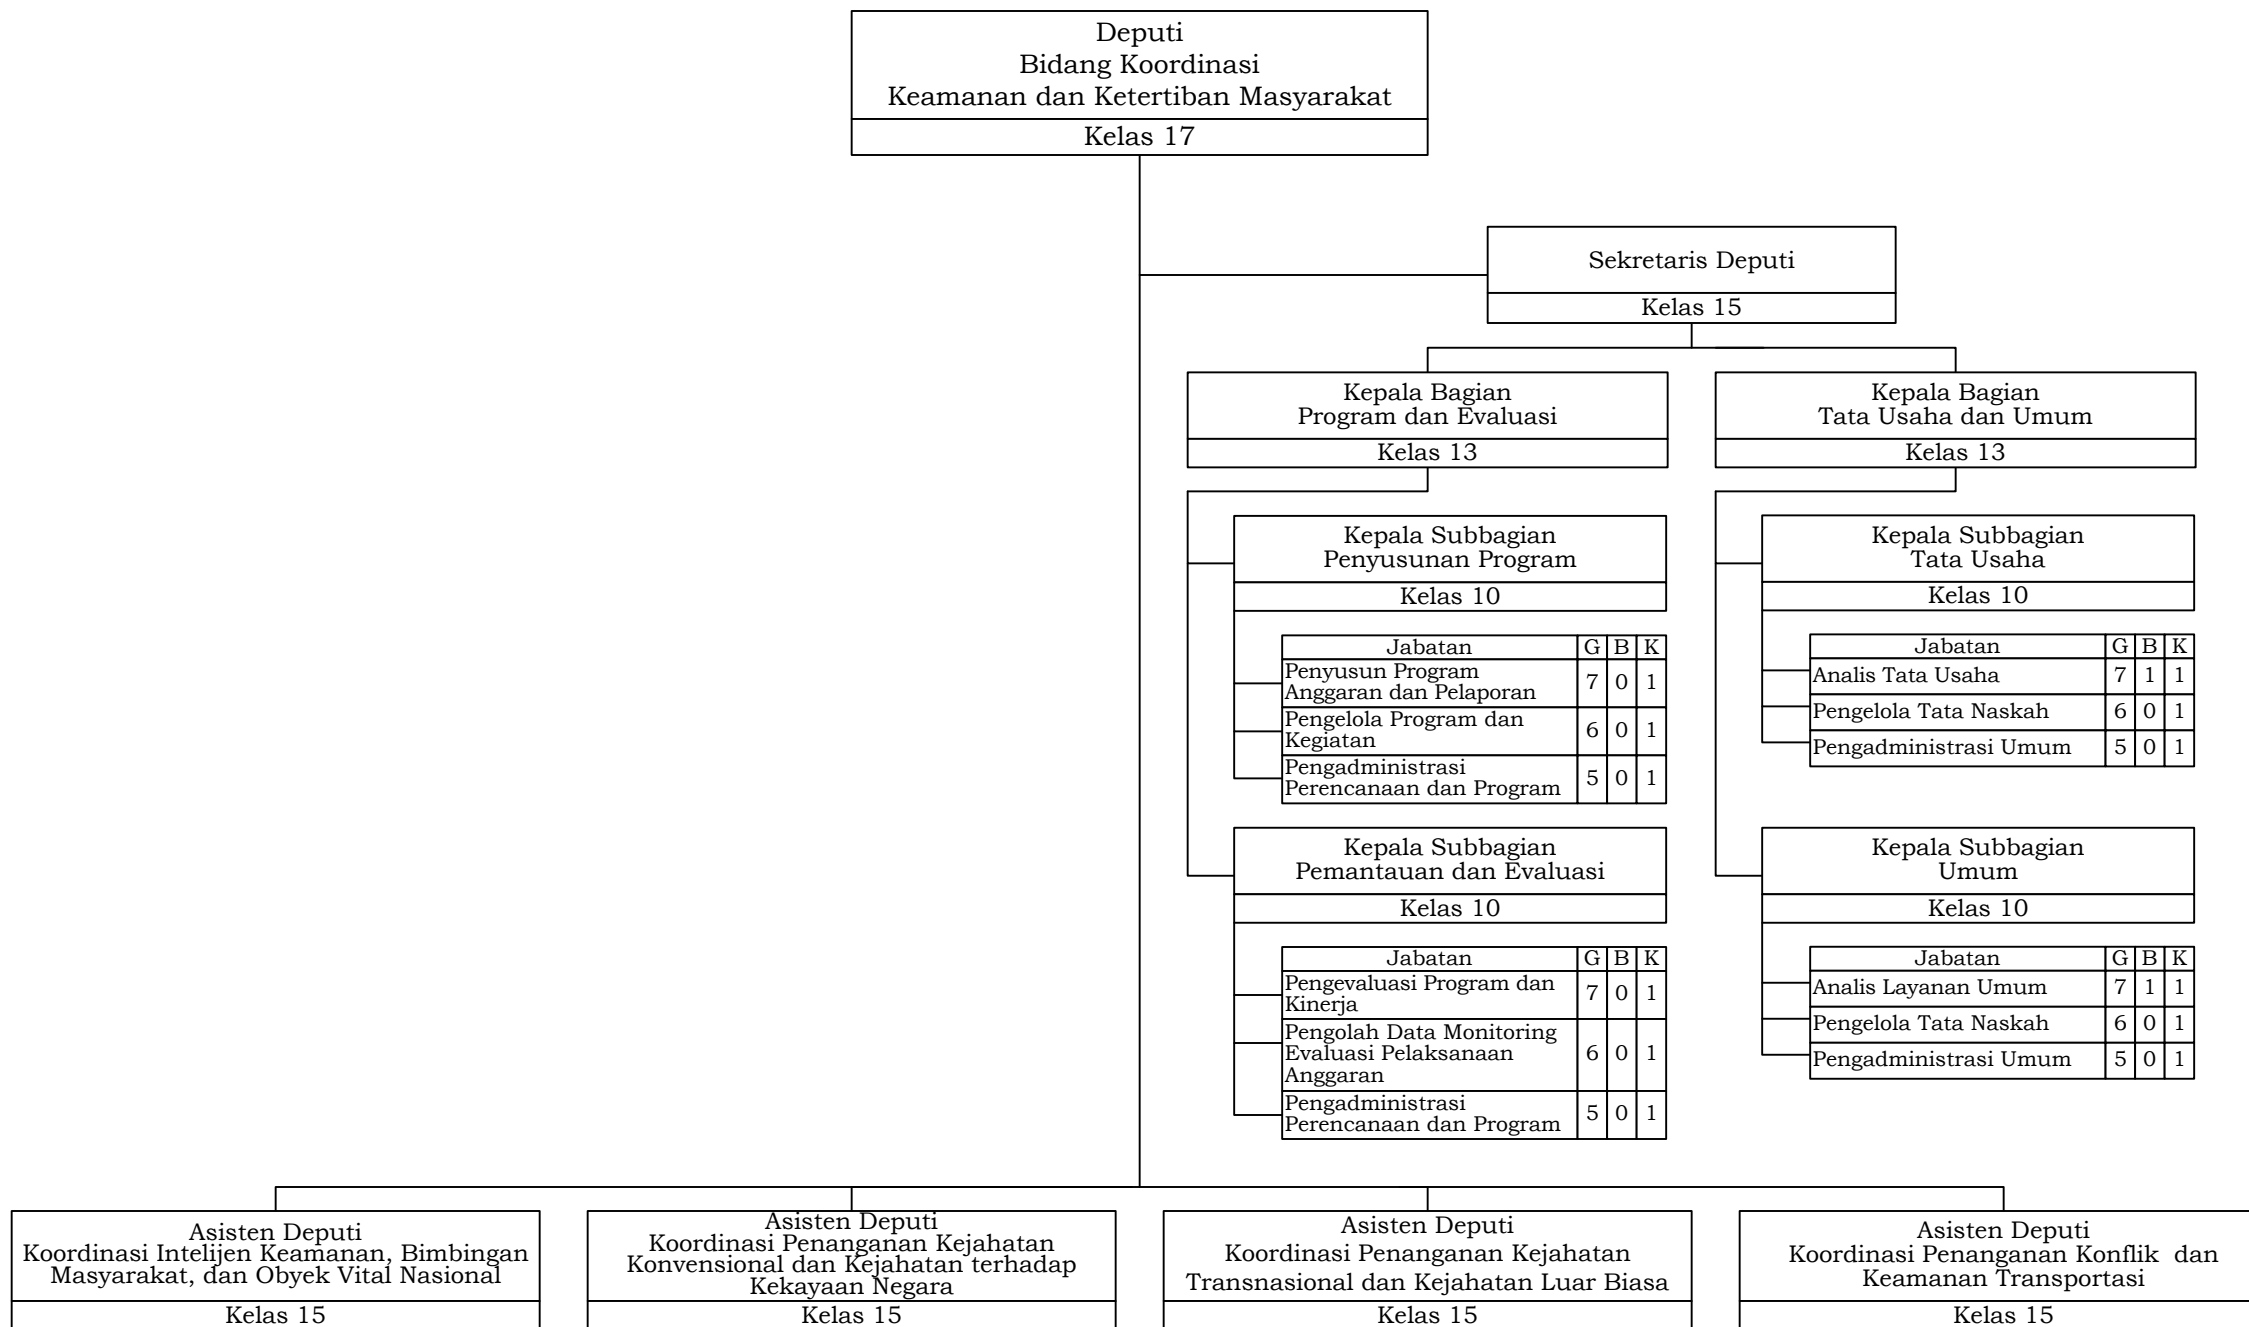 Deputi
Bidang Koordinasi
Keamanan dan Ketertiban Masyarakat
Kelas 17
Sekretaris Deputi
Kelas 15
Kepala Bagian
Program dan Evaluasi
Kelas 13
Kepala Subbagian
Penyusunan Program
Kelas 10
Jabatan G B K
Penyusun Program
Anggaran dan Pelaporan 7 0 1
Pengelola Program dan
Kegiatan 6 0 1
Pengadministrasi
Perencanaan dan Program 5 0 1
Kepala Subbagian
Pemantauan dan Evaluasi
Kelas 10
Jabatan G B K
Pengevaluasi Program dan
Kinerja 7 0 1
Pengolah Data Monitoring
Evaluasi Pelaksanaan 6 0 1
Anggaran
Pengadministrasi
Perencanaan dan Program 5 0 1
Kepala Bagian
Tata Usaha dan Umum
Kelas 13
Kepala Subbagian
Tata Usaha
Kelas 10
Jabatan G B K
Analis Tata Usaha 7 1 1
Pengelola Tata Naskah 6 0 1
Pengadministrasi Umum 5 0 1
Kepala Subbagian
Umum
Kelas 10
Jabatan G B K
Analis Layanan Umum 7 1 1
Pengelola Tata Naskah 6 0 1
Pengadministrasi Umum 5 0 1
Asisten Deputi
Koordinasi Intelijen Keamanan, Bimbingan
Masyarakat, dan Obyek Vital Nasional
Kelas 15
Asisten Deputi
Koordinasi Penanganan Kejahatan
Konvensional dan Kejahatan terhadap
Kekayaan Negara
Kelas 15
Asisten Deputi
Koordinasi Penanganan Kejahatan
Transnasional dan Kejahatan Luar Biasa
Kelas 15
Asisten Deputi
Koordinasi Penanganan Konflik dan
Keamanan Transportasi
Kelas 15